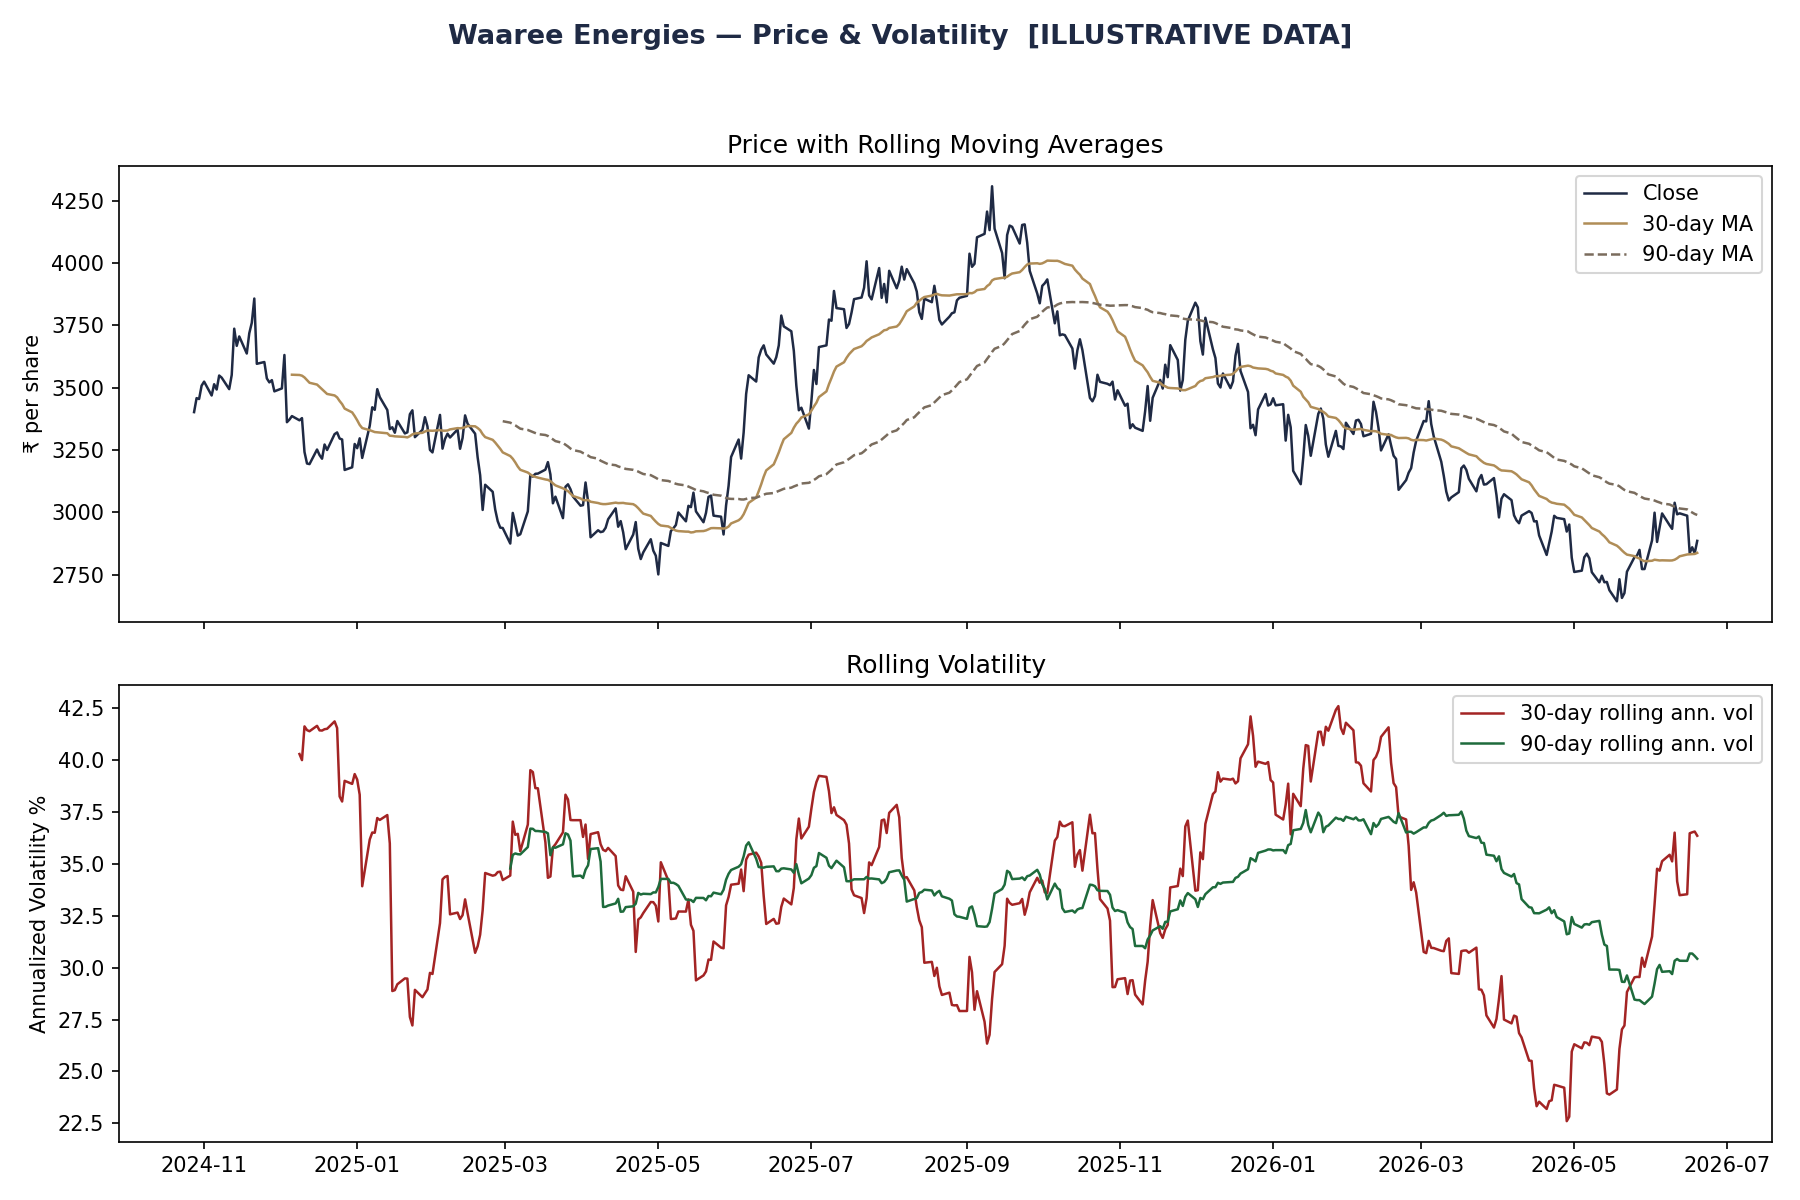 Waaree Energies — Price & Volatility  [ILLUSTRATIVE DATA]
Price with Rolling Moving Averages
₹ per share
4250
4000
3750
3500
3250
3000
2750
Close
30-day MA
90-day MA
Rolling Volatility
Annualized Volatility %
42.5
40.0
37.5
35.0
32.5
30.0
27.5
25.0
22.5
30-day rolling ann. vol
90-day rolling ann. vol
2024-11
2025-01
2025-03
2025-05
2025-07
2025-09
2025-11
2026-01
2026-03
2026-05
2026-07